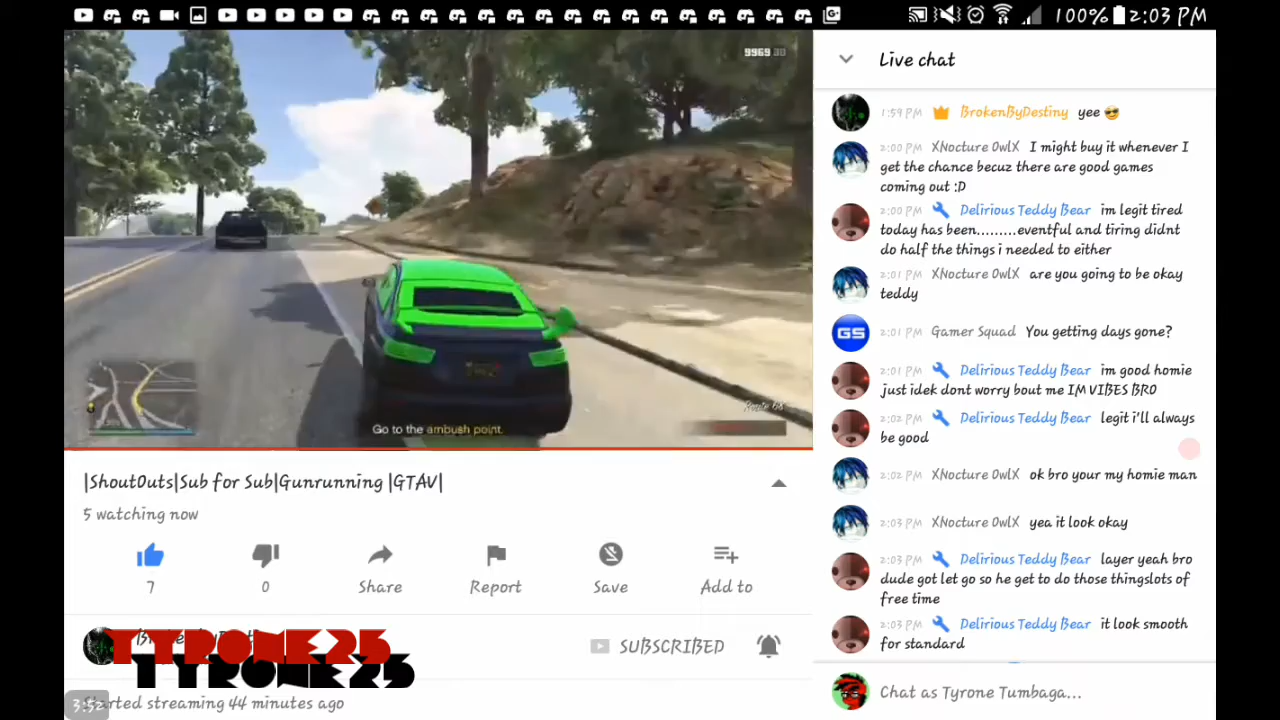 100% 2:03 PM
9969 30
Route 68
Go to the ambush point.
|ShoutOuts|Sub for Sub|Gunrunning |GTAV|
5 watching now
7
0
Share
Report
Save
Add to
TYRONE25
TYRONE25
SUBSCRIBED
3:52
Started streaming 44 minutes ago
Live chat
1:59 PM BrokenByDestiny yee 😎
2:00 PM XNocture OwlX I might buy it whenever I
get the chance becuz there are good games
coming out :D
2:00 PM Delirious Teddy Bear im legit tired
today has been.........eventful and tiring didnt
do half the things i needed to either
2:01 PM XNocture OwlX are you going to be okay
teddy
2:01 PM Gamer Squad You getting days gone?
2:01 PM Delirious Teddy Bear im good homie
just idek dont worry bout me IM VIBES BRO
2:02 PM Delirious Teddy Bear legit i'll always
be good
2:02 PM XNocture OwlX ok bro your my homie man
2:03 PM XNocture OwlX yea it look okay
2:03 PM Delirious Teddy Bear layer yeah bro
dude got let go so he get to do those thingslots of
free time
2:03 PM Delirious Teddy Bear it look smooth
for standard
Chat as Tyrone Tumbaga...